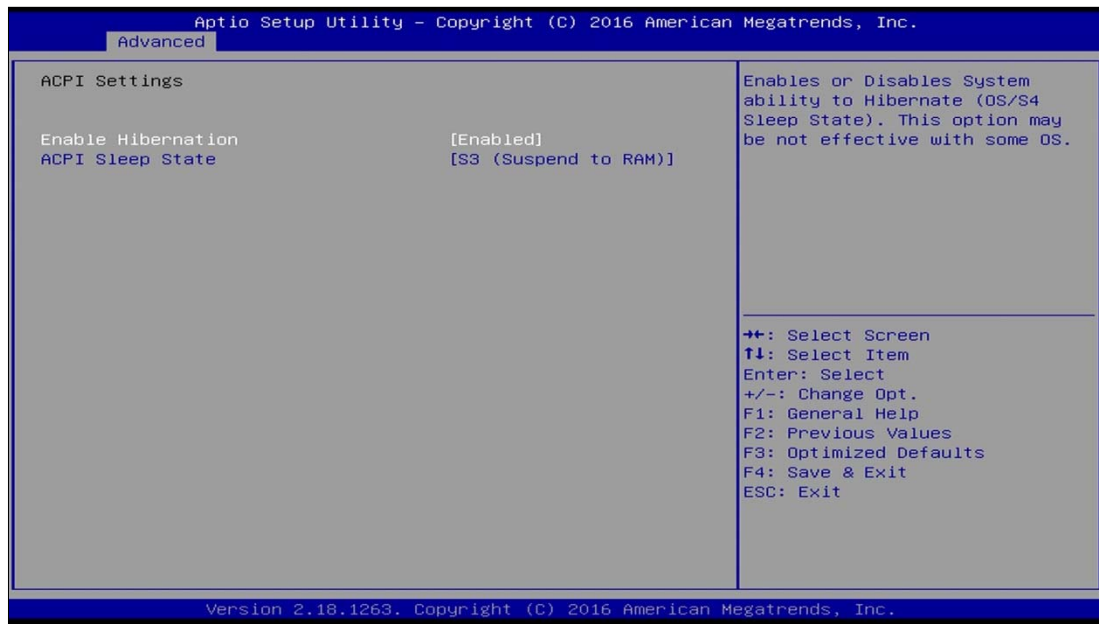 Aptio Setup Utility – Copyright (C) 2016 American Megatrends, Inc.
Advanced
ACPI Settings
Enable Hibernation [Enabled]
ACPI Sleep State [S3 (Suspend to RAM)]
Enables or Disables System
ability to Hibernate (OS/S4
Sleep State). This option may
be not effective with some OS.
→←: Select Screen
↑↓: Select Item
Enter: Select
+/-: Change Opt.
F1: General Help
F2: Previous Values
F3: Optimized Defaults
F4: Save & Exit
ESC: Exit
Version 2.18.1263. Copyright (C) 2016 American Megatrends, Inc.